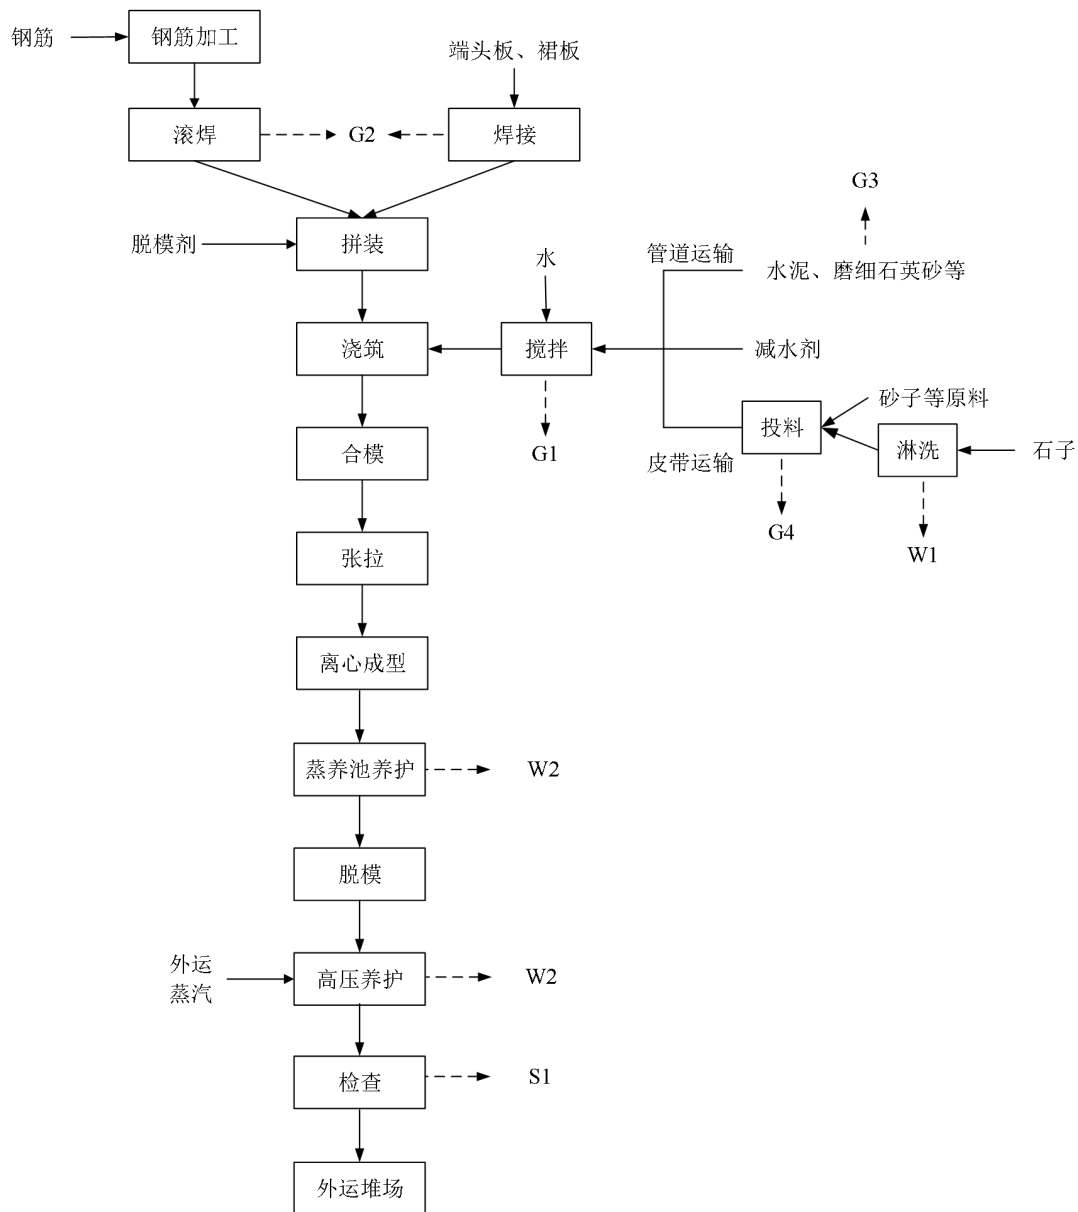 钢筋
钢筋加工
端头板、裙板
滚焊
G2
焊接
G3
脱模剂
拼装
水
管道运输
水泥、磨细石英砂等
浇筑
搅拌
减水剂
砂子等原料
投料
淋洗
石子
合模
G1
皮带运输
G4
W1
张拉
离心成型
蒸养池养护
W2
脱模
外运
蒸汽
高压养护
W2
检查
S1
外运堆场